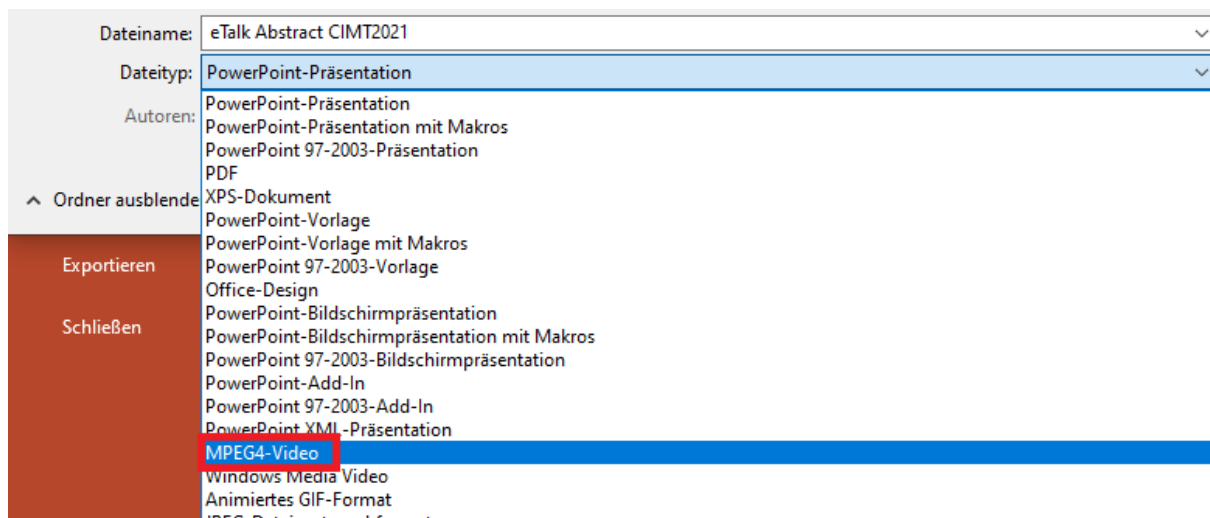 Dateiname: eTalk Abstract CIMT2021
Dateityp: PowerPoint-Präsentation
Autoren:
PowerPoint-Präsentation
PowerPoint-Präsentation mit Makros
PowerPoint 97-2003-Präsentation
PDF
Ordner ausblende
XPS-Dokument
PowerPoint-Vorlage
PowerPoint-Vorlage mit Makros
Exportieren
PowerPoint 97-2003-Vorlage
Office-Design
PowerPoint-Bildschirmpräsentation
Schließen
PowerPoint-Bildschirmpräsentation mit Makros
PowerPoint 97-2003-Bildschirmpräsentation
PowerPoint-Add-In
PowerPoint 97-2003-Add-In
PowerPoint XML-Präsentation
MPEG4-Video
Windows Media Video
Animiertes GIF-Format